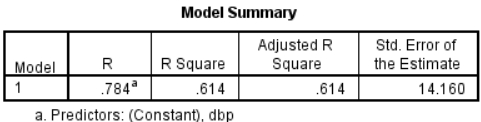 Model Summary
Model R R Square Adjusted R Square Std. Error of the Estimate
1 .784a .614 .614 14.160
a. Predictors: (Constant), dbp